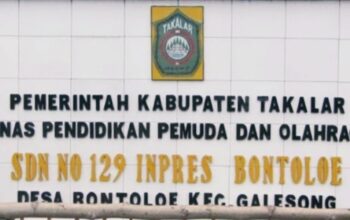 TAKALAR
PEMERINTAH KABUPATEN TAKALAR
NAS PENDIDIKAN PEMUDA DAN OLAHRA
SDN NO 129 INPRES BONTOLOE
DESA BONTOLOE KEC. GALESONG